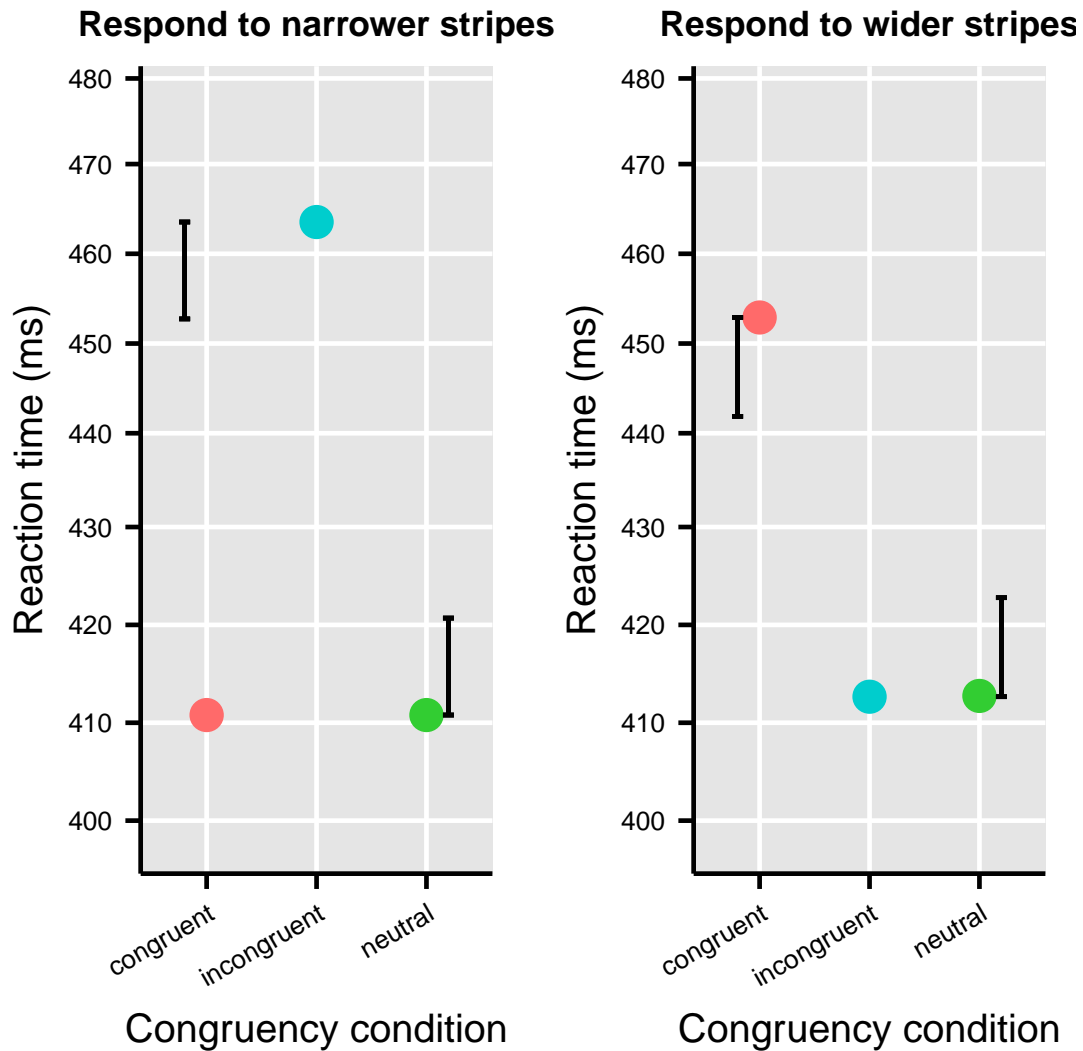 Respond to narrower stripes
Reaction time (ms)
480
470
460
450
440
430
420
410
400
congruent
incongruent
neutral
Congruency condition
Respond to wider stripes
Reaction time (ms)
480
470
460
450
440
430
420
410
400
congruent
incongruent
neutral
Congruency condition